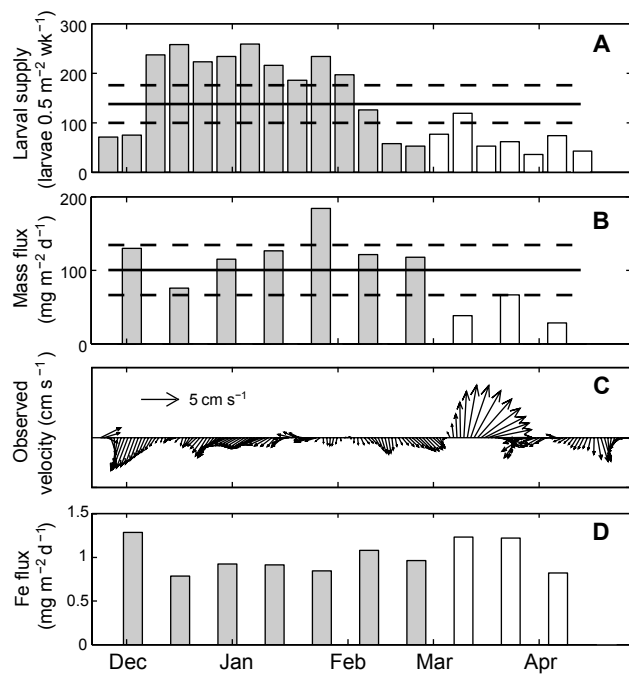 A
Larval supply
(larvae 0.5 m⁻² wk⁻¹)
300
200
100
0
B
Mass flux
(mg m⁻² d⁻¹)
200
100
0
C
Observed
velocity (cm s⁻¹)
5 cm s⁻¹
D
Fe flux
(mg m⁻² d⁻¹)
1.5
1
0.5
0
Dec Jan Feb Mar Apr